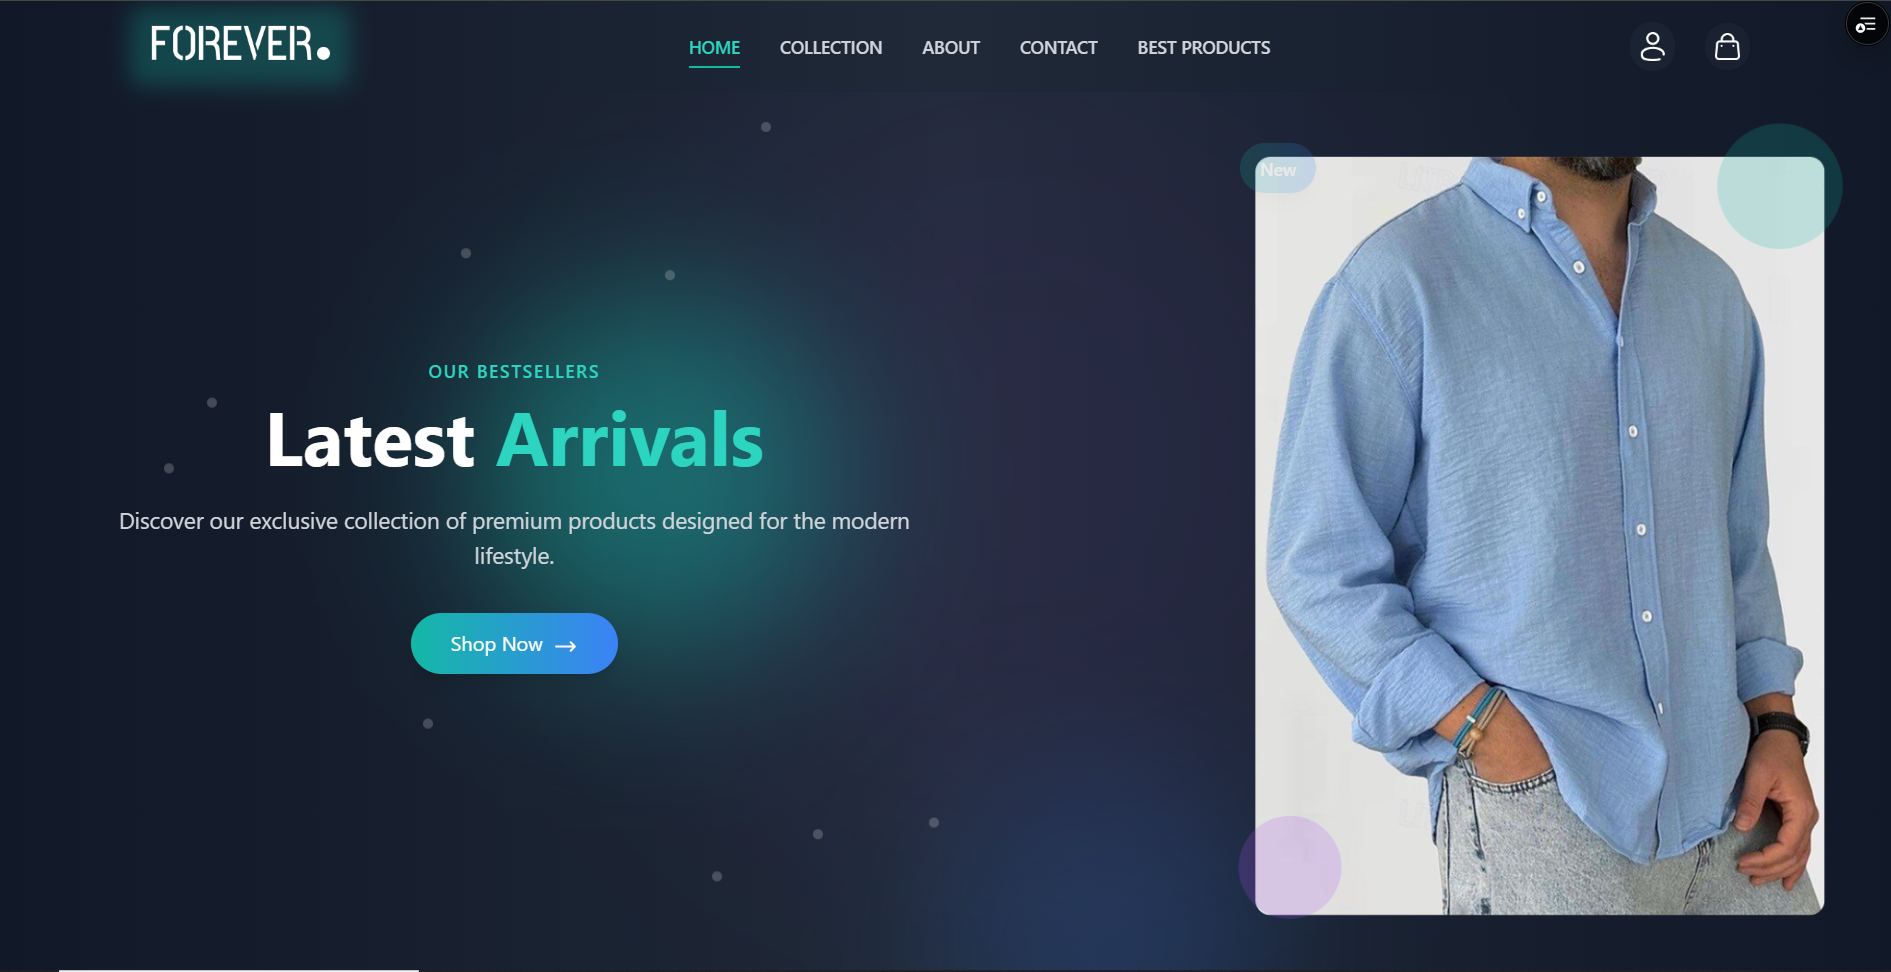 FOREVER.
HOME COLLECTION ABOUT CONTACT BEST PRODUCTS
New
OUR BESTSELLERS
Latest Arrivals
Discover our exclusive collection of premium products designed for the modern
lifestyle.
Shop Now →